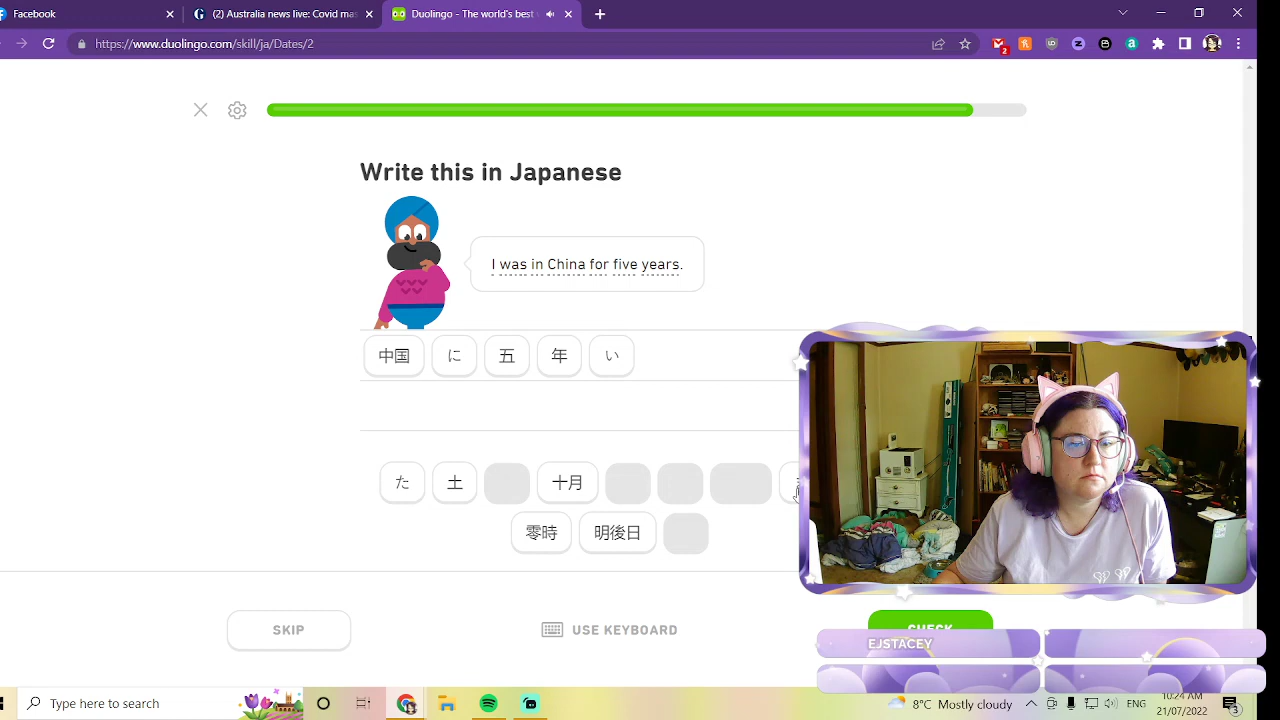 Facebook
(2) Australia news live: Covid mas
Duolingo - The world's best
https://www.duolingo.com/skill/ja/Dates/2
2
Write this in Japanese
I was in China for five years.
中国 に 五 年 い
た 土 十月
零時 明後日
SKIP
USE KEYBOARD
CHECK
EJSTACEY
Type here to search
8°C Mostly cloudy
ENG
10:24 AM
21/07/2022
3